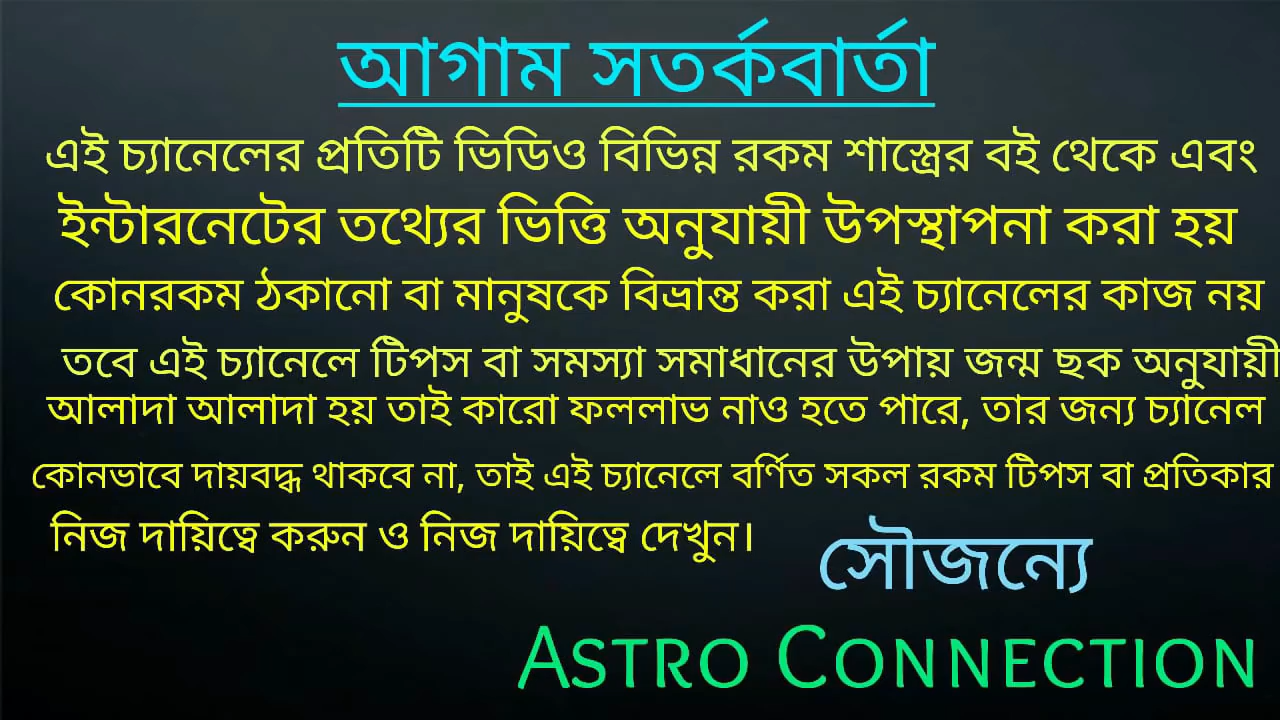 আগাম সতর্কবার্তা
এই চ্যানেলের প্রতিটি ভিডিও বিভিন্ন রকম শাস্ত্রের বই থেকে এবং
ইন্টারনেটের তথ্যের ভিত্তি অনুযায়ী উপস্থাপনা করা হয়
কোনরকম ঠকানো বা মানুষকে বিভ্রান্ত করা এই চ্যানেলের কাজ নয়
তবে এই চ্যানেলে টিপস বা সমস্যা সমাধানের উপায় জন্ম ছক অনুযায়ী
আলাদা আলাদা হয় তাই কারো ফললাভ নাও হতে পারে, তার জন্য চ্যানেল
কোনভাবে দায়বদ্ধ থাকবে না, তাই এই চ্যানেলে বর্ণিত সকল রকম টিপস বা প্রতিকার
নিজ দায়িত্বে করুন ও নিজ দায়িত্বে দেখুন।
সৌজন্যে
ASTRO CONNECTION